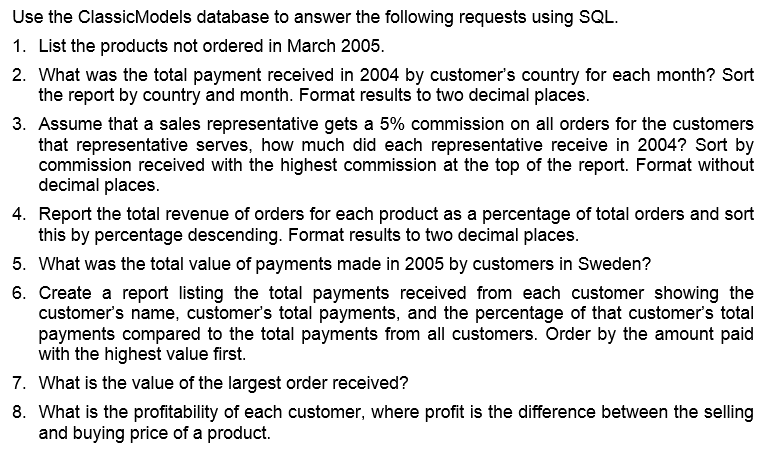 Use the ClassicModels database to answer the following requests using SQL.
1. List the products not ordered in March 2005.
2. What was the total payment received in 2004 by customer's country for each month? Sort
the report by country and month. Format results to two decimal places.
3. Assume that a sales representative gets a 5% commission on all orders for the customers
that representative serves, how much did each representative receive in 2004? Sort by
commission received with the highest commission at the top of the report. Format without
decimal places.
4. Report the total revenue of orders for each product as a percentage of total orders and sort
this by percentage descending. Format results to two decimal places.
5. What was the total value of payments made in 2005 by customers in Sweden?
6. Create a report listing the total payments received from each customer showing the
customer's name, customer's total payments, and the percentage of that customer's total
payments compared to the total payments from all customers. Order by the amount paid
with the highest value first.
7. What is the value of the largest order received?
8. What is the profitability of each customer, where profit is the difference between the selling
and buying price of a product.